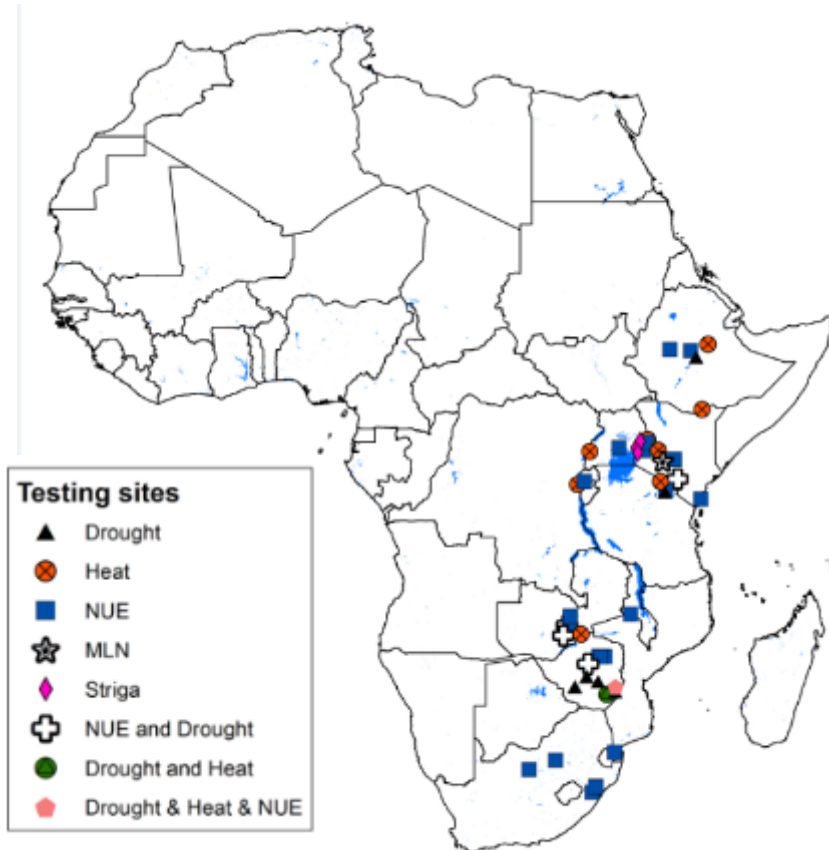 Testing sites
Drought
Heat
NUE
MLN
Striga
NUE and Drought
Drought and Heat
Drought & Heat & NUE